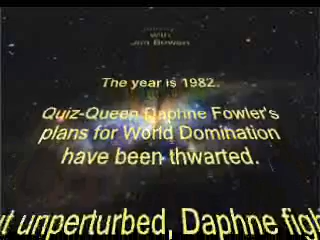 with
Jim Bowen
The year is 1982.
Quiz-Queen Daphne Fowler's
plans for World Domination
have been thwarted.
unperturbed, Daphne